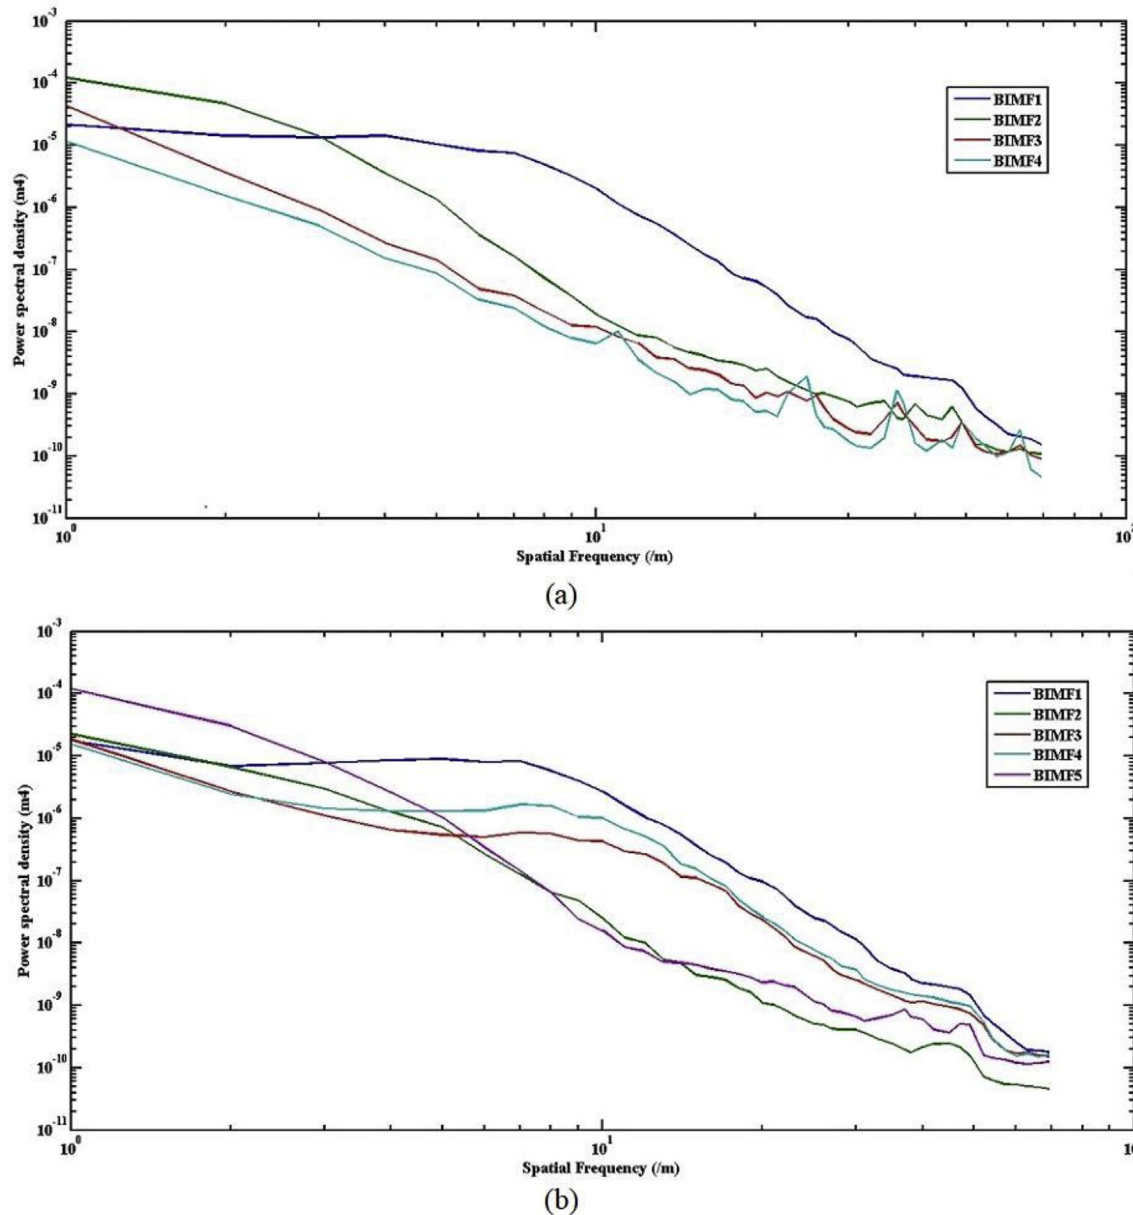 10^-3
10^-4
10^-5
10^-6
10^-7
10^-8
10^-9
10^-10
10^-11
Power spectral density (m4)
BIMF1
BIMF2
BIMF3
BIMF4
10^0
10^1
10^2
Spatial Frequency (/m)
(a)
10^-3
10^-4
10^-5
10^-6
10^-7
10^-8
10^-9
10^-10
10^-11
Power spectral density (m4)
BIMF1
BIMF2
BIMF3
BIMF4
BIMF5
10^0
10^1
10
Spatial Frequency (/m)
(b)